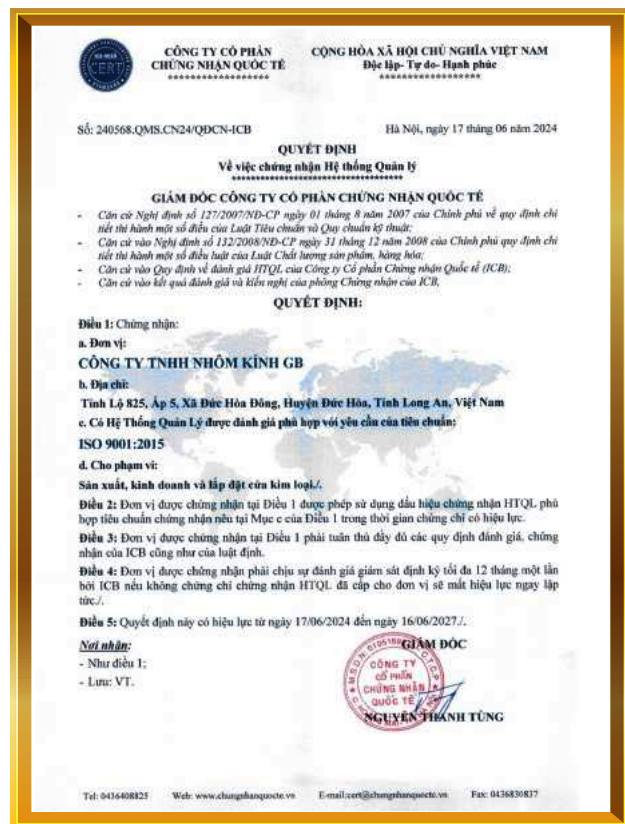 CERT
CÔNG TY CỔ PHẦN
CHỨNG NHẬN QUỐC TẾ
******************
CỘNG HÒA XÃ HỘI CHỦ NGHĨA VIỆT NAM
Độc lập- Tự do- Hạnh phúc
******************
Số: 240568.QMS.CN24/QĐCN-ICB
Hà Nội, ngày 17 tháng 06 năm 2024
QUYẾT ĐỊNH
Về việc chứng nhận Hệ thống Quản lý
GIÁM ĐỐC CÔNG TY CỔ PHẦN CHỨNG NHẬN QUỐC TẾ
- Căn cứ Nghị định số 127/2007/NĐ-CP ngày 01 tháng 8 năm 2007 của Chính phủ về quy định chi
tiết thi hành một số điều của Luật Tiêu chuẩn và Quy chuẩn kỹ thuật;
- Căn cứ vào Nghị định số 132/2008/NĐ-CP ngày 31 tháng 12 năm 2008 của Chính phủ quy định chi
tiết thi hành một số điều luật của Luật Chất lượng sản phẩm, hàng hóa;
- Căn cứ vào Quy định về đánh giá HTQL của Công ty Cổ phần Chứng nhận Quốc tế (ICB);
- Căn cứ vào kết quả đánh giá và kiến nghị của phòng Chứng nhận của ICB,
QUYẾT ĐỊNH:
Điều 1: Chứng nhận:
a. Đơn vị:
CÔNG TY TNHH NHÔM KÍNH GB
b. Địa chỉ:
Tỉnh Lộ 825, Ấp 5, Xã Đức Hòa Đông, Huyện Đức Hòa, Tỉnh Long An, Việt Nam
c. Có Hệ Thống Quản Lý được đánh giá phù hợp với yêu cầu của tiêu chuẩn:
ISO 9001:2015
d. Cho phạm vi:
Sản xuất, kinh doanh và lắp đặt cửa kim loại./.
Điều 2: Đơn vị được chứng nhận tại Điều 1 được phép sử dụng dấu hiệu chứng nhận HTQL phù
hợp tiêu chuẩn chứng nhận nêu tại Mục c của Điều 1 trong thời gian chứng chỉ có hiệu lực.
Điều 3: Đơn vị được chứng nhận tại Điều 1 phải tuân thủ đầy đủ các quy định đánh giá, chứng
nhận của ICB cũng như của luật định.
Điều 4: Đơn vị được chứng nhận phải chịu sự đánh giá giám sát định kỳ tối đa 12 tháng một lần
bởi ICB nếu không chứng chỉ chứng nhận HTQL đã cấp cho đơn vị sẽ mất hiệu lực ngay lập
tức./.
Điều 5: Quyết định này có hiệu lực từ ngày 17/06/2024 đến ngày 16/06/2027./.
Nơi nhận:
- Như điều 1;
- Lưu: VT.
GIÁM ĐỐC
CÔNG TY
CỔ PHẦN
CHỨNG NHẬN
QUỐC TẾ
NGUYỄN THANH TÙNG
Tel: 0436408825
Web: www.chungnhanquocte.vn
E-mail:cert@chungnhanquocte.vn
Fax: 0436830837